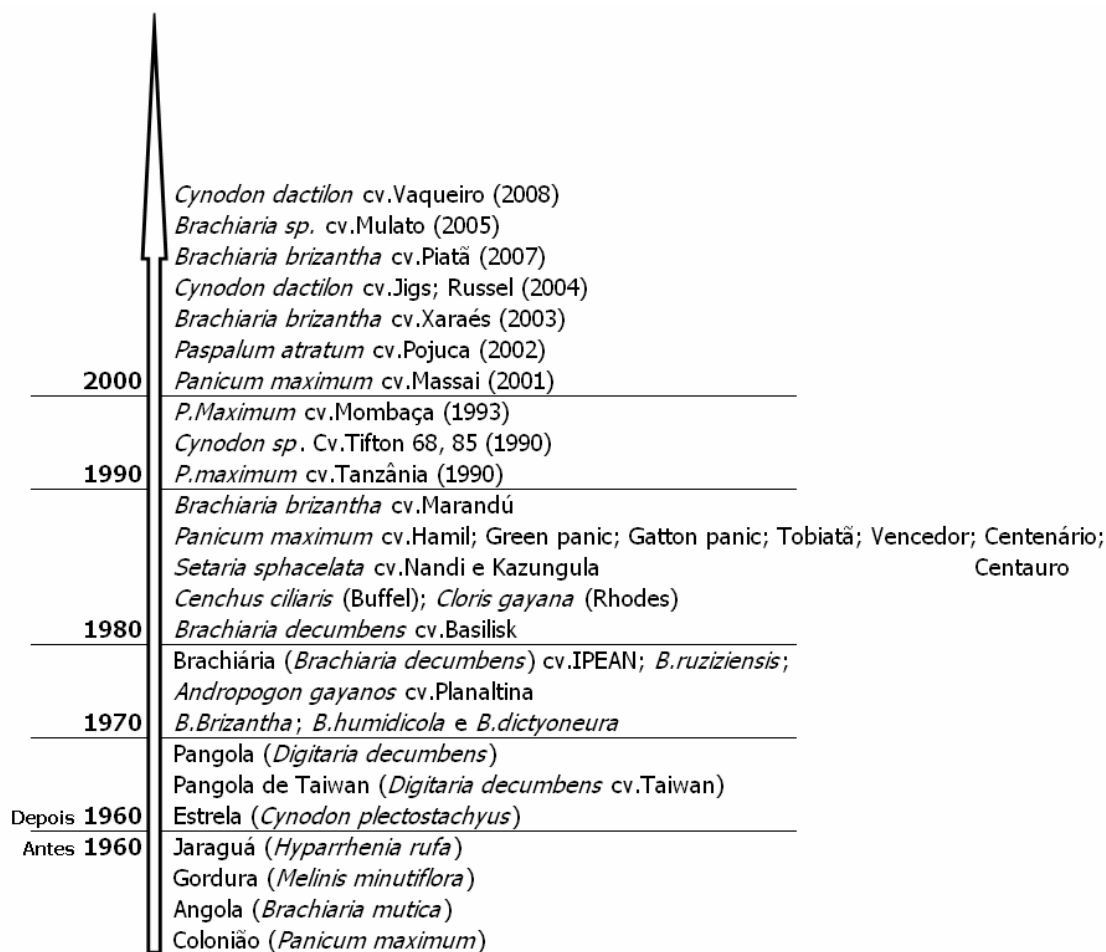 Cynodon dactilon cv.Vaqueiro (2008)
Brachiaria sp. cv.Mulato (2005)
Brachiaria brizantha cv.Piatã (2007)
Cynodon dactilon cv.Jigs; Russel (2004)
Brachiaria brizantha cv.Xaraés (2003)
Paspalum atratum cv.Pojuca (2002)
2000 Panicum maximum cv.Massai (2001)
P.Maximum cv.Mombaça (1993)
Cynodon sp. Cv.Tifton 68, 85 (1990)
1990 P.maximum cv.Tanzânia (1990)
Brachiaria brizantha cv.Marandú
Panicum maximum cv.Hamil; Green panic; Gatton panic; Tobiatã; Vencedor; Centenário;
Setaria sphacelata cv.Nandi e Kazungula Centauro
Cenchus ciliaris (Buffel); Cloris gayana (Rhodes)
1980 Brachiaria decumbens cv.Basilisk
Brachiária (Brachiaria decumbens) cv.IPEAN; B.ruziziensis;
Andropogon gayanos cv.Planaltina
1970 B.Brizantha; B.humidicola e B.dictyoneura
Pangola (Digitaria decumbens)
Pangola de Taiwan (Digitaria decumbens cv.Taiwan)
Depois 1960 Estrela (Cynodon plectostachyus)
Antes 1960 Jaraguá (Hyparrhenia rufa)
Gordura (Melinis minutiflora)
Angola (Brachiaria mutica)
Colonião (Panicum maximum)